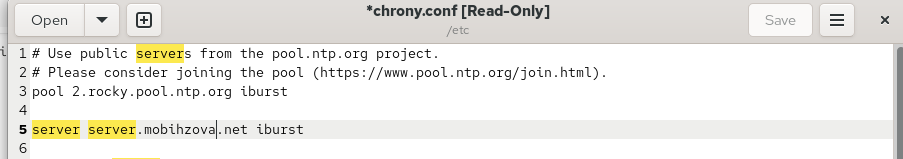 Open
*chrony.conf [Read-Only]
/etc
Save
1 # Use public servers from the pool.ntp.org project.
2 # Please consider joining the pool (https://www.pool.ntp.org/join.html).
3 pool 2.rocky.pool.ntp.org iburst
4
5 server server.mobihzova.net iburst
6